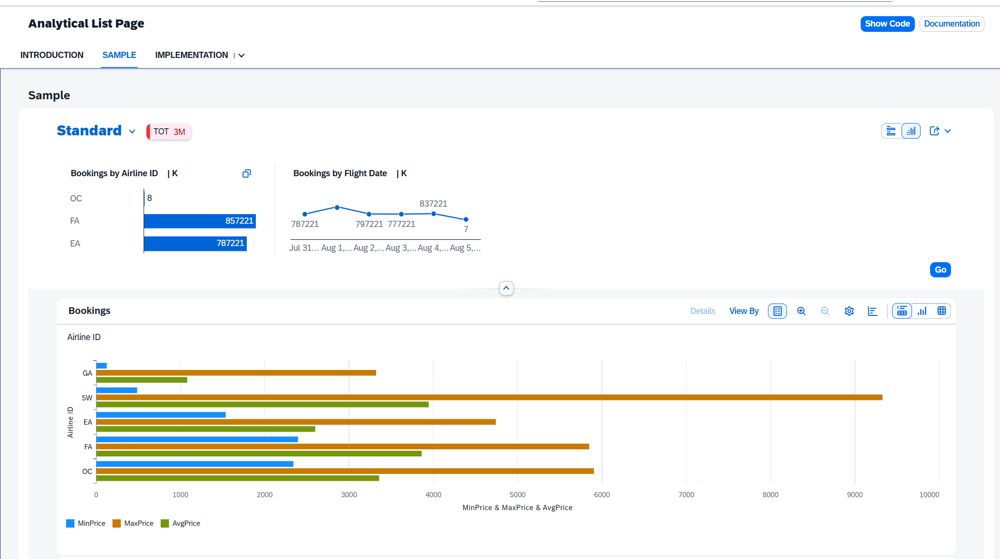 Analytical List Page
Show Code
Documentation
INTRODUCTION
SAMPLE
IMPLEMENTATION
Sample
Standard
TOT 3M
Bookings by Airline ID | K
OC
8
FA
857221
EA
787221
Bookings by Flight Date | K
837221
787221
797221
777221
7
Jul 31...
Aug 1,...
Aug 2,...
Aug 3,...
Aug 4,...
Aug 5,...
Go
Bookings
Details
View By
Airline ID
Airline ID
GA
SW
EA
FA
OC
0
1000
2000
3000
4000
5000
6000
7000
8000
9000
10000
MinPrice & MaxPrice & AvgPrice
MinPrice
MaxPrice
AvgPrice